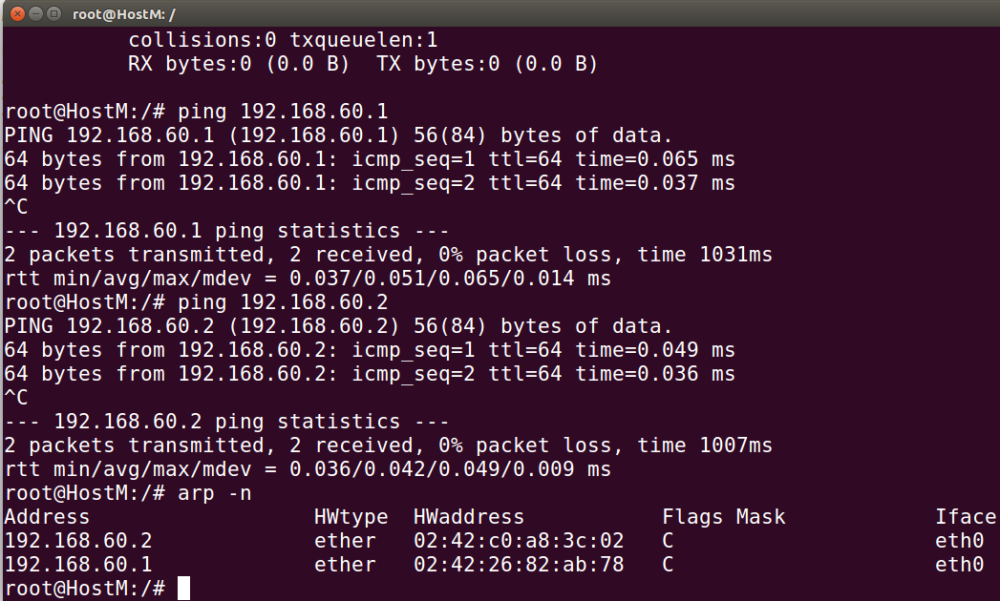 root@HostM: /
collisions:0 txqueuelen:1
RX bytes:0 (0.0 B)  TX bytes:0 (0.0 B)
root@HostM:/# ping 192.168.60.1
PING 192.168.60.1 (192.168.60.1) 56(84) bytes of data.
64 bytes from 192.168.60.1: icmp_seq=1 ttl=64 time=0.065 ms
64 bytes from 192.168.60.1: icmp_seq=2 ttl=64 time=0.037 ms
^C
--- 192.168.60.1 ping statistics ---
2 packets transmitted, 2 received, 0% packet loss, time 1031ms
rtt min/avg/max/mdev = 0.037/0.051/0.065/0.014 ms
root@HostM:/# ping 192.168.60.2
PING 192.168.60.2 (192.168.60.2) 56(84) bytes of data.
64 bytes from 192.168.60.2: icmp_seq=1 ttl=64 time=0.049 ms
64 bytes from 192.168.60.2: icmp_seq=2 ttl=64 time=0.036 ms
^C
--- 192.168.60.2 ping statistics ---
2 packets transmitted, 2 received, 0% packet loss, time 1007ms
rtt min/avg/max/mdev = 0.036/0.042/0.049/0.009 ms
root@HostM:/# arp -n
Address                  HWtype  HWaddress           Flags Mask            Iface
192.168.60.2             ether   02:42:c0:a8:3c:02   C                     eth0
192.168.60.1             ether   02:42:26:82:ab:78   C                     eth0
root@HostM:/#